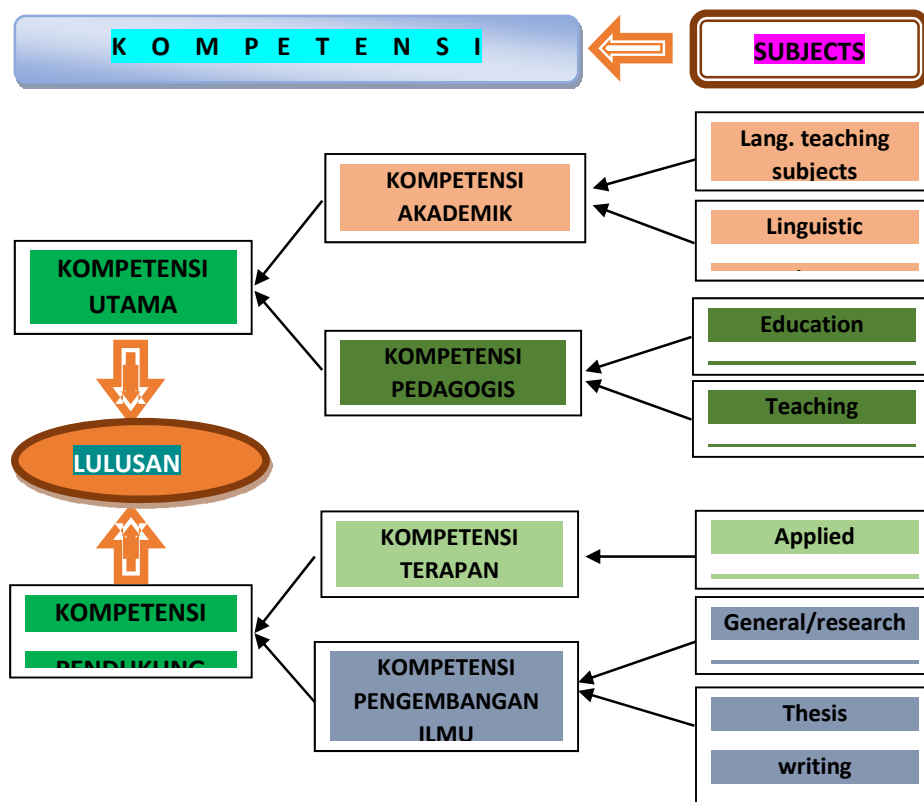 K O M P E T E N S I
SUBJECTS
Lang. teaching
subjects
KOMPETENSI
AKADEMIK
Linguistic
KOMPETENSI
UTAMA
Education
KOMPETENSI
PEDAGOGIS
Teaching
LULUSAN
KOMPETENSI
TERAPAN
Applied
KOMPETENSI
PENDUKUNG
General/research
KOMPETENSI
PENGEMBANGAN
ILMU
Thesis
writing